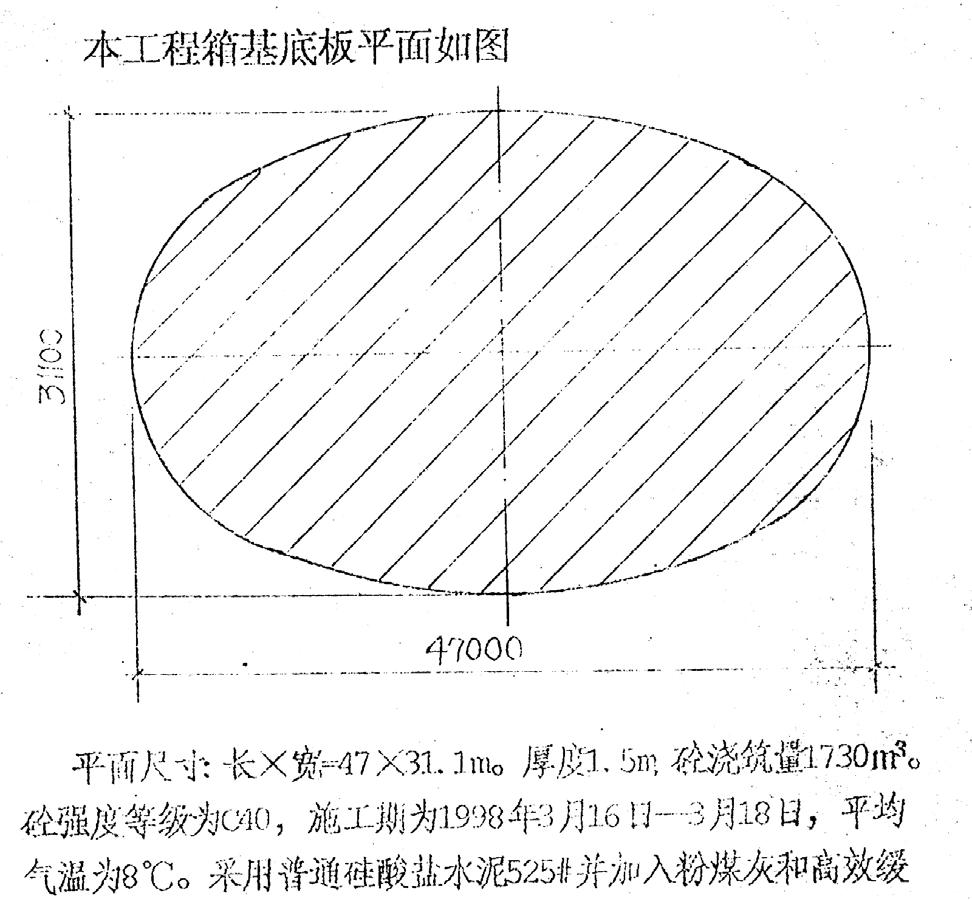 本工程箱基底板平面如图
31100
47000
平面尺寸: 长×宽=47×31.1m。厚度1.5m, 砼浇筑量1730m³。
砼强度等级为C40, 施工期为1998年3月16日—3月18日, 平均
气温为8℃。采用普通硅酸盐水泥525#并加入粉煤灰和高效缓